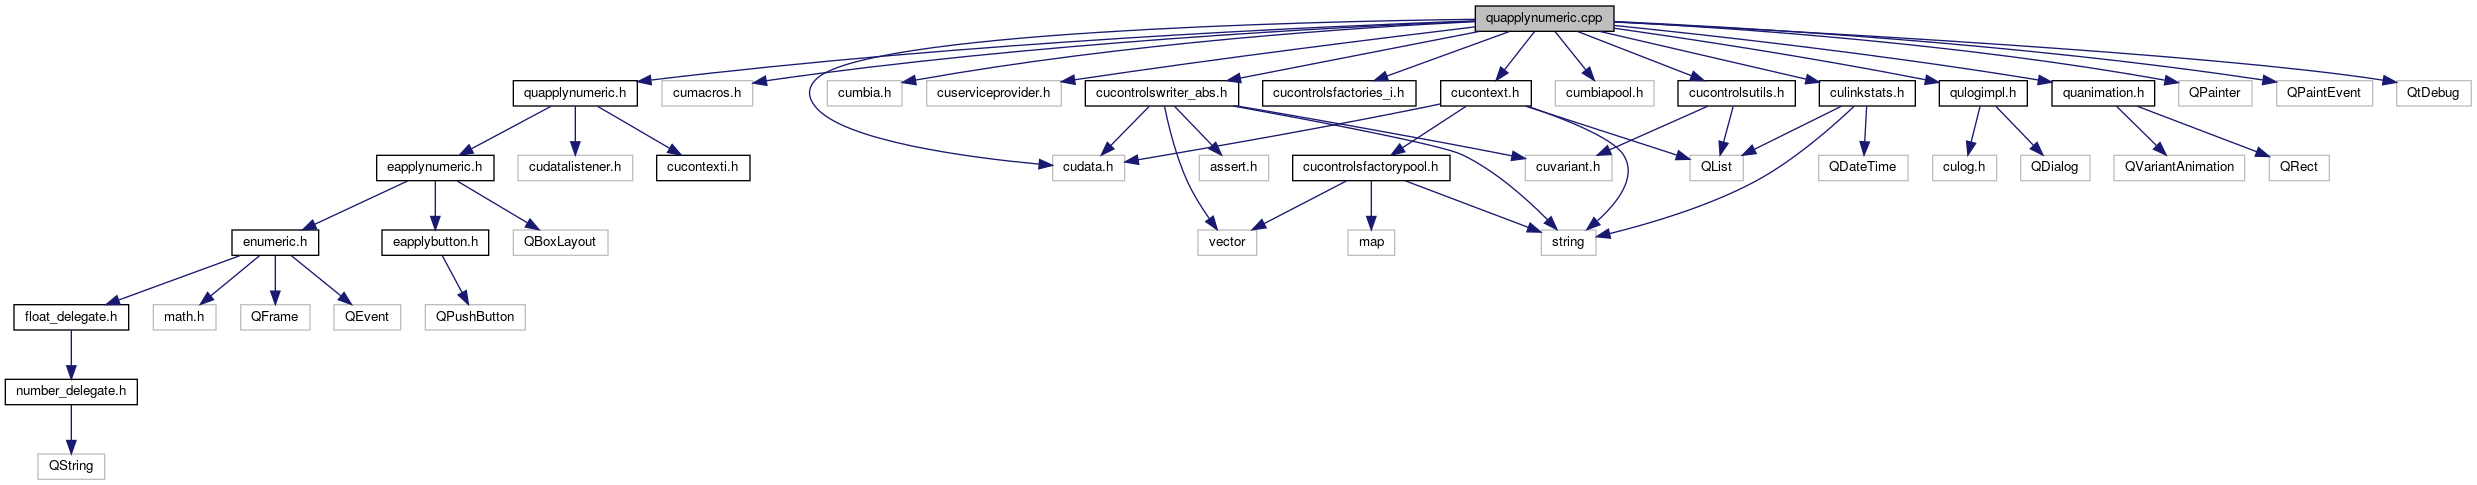 quapplynumeric.cpp
quapplynumeric.h
cumacros.h
cumbia.h
cuserviceprovider.h
cucontrolswriter_abs.h
cucontrolsfactories_i.h
cucontext.h
cumbiapool.h
cucontrolsutils.h
culinkstats.h
qulogimpl.h
quanimation.h
QPainter
QPaintEvent
QtDebug
eapplynumeric.h
cudatalistener.h
cucontexti.h
cudata.h
assert.h
cucontrolsfactorypool.h
cuvariant.h
QList
QDateTime
culog.h
QDialog
QVariantAnimation
QRect
enumeric.h
eapplybutton.h
QBoxLayout
vector
map
string
float_delegate.h
math.h
QFrame
QEvent
QPushButton
number_delegate.h
QString